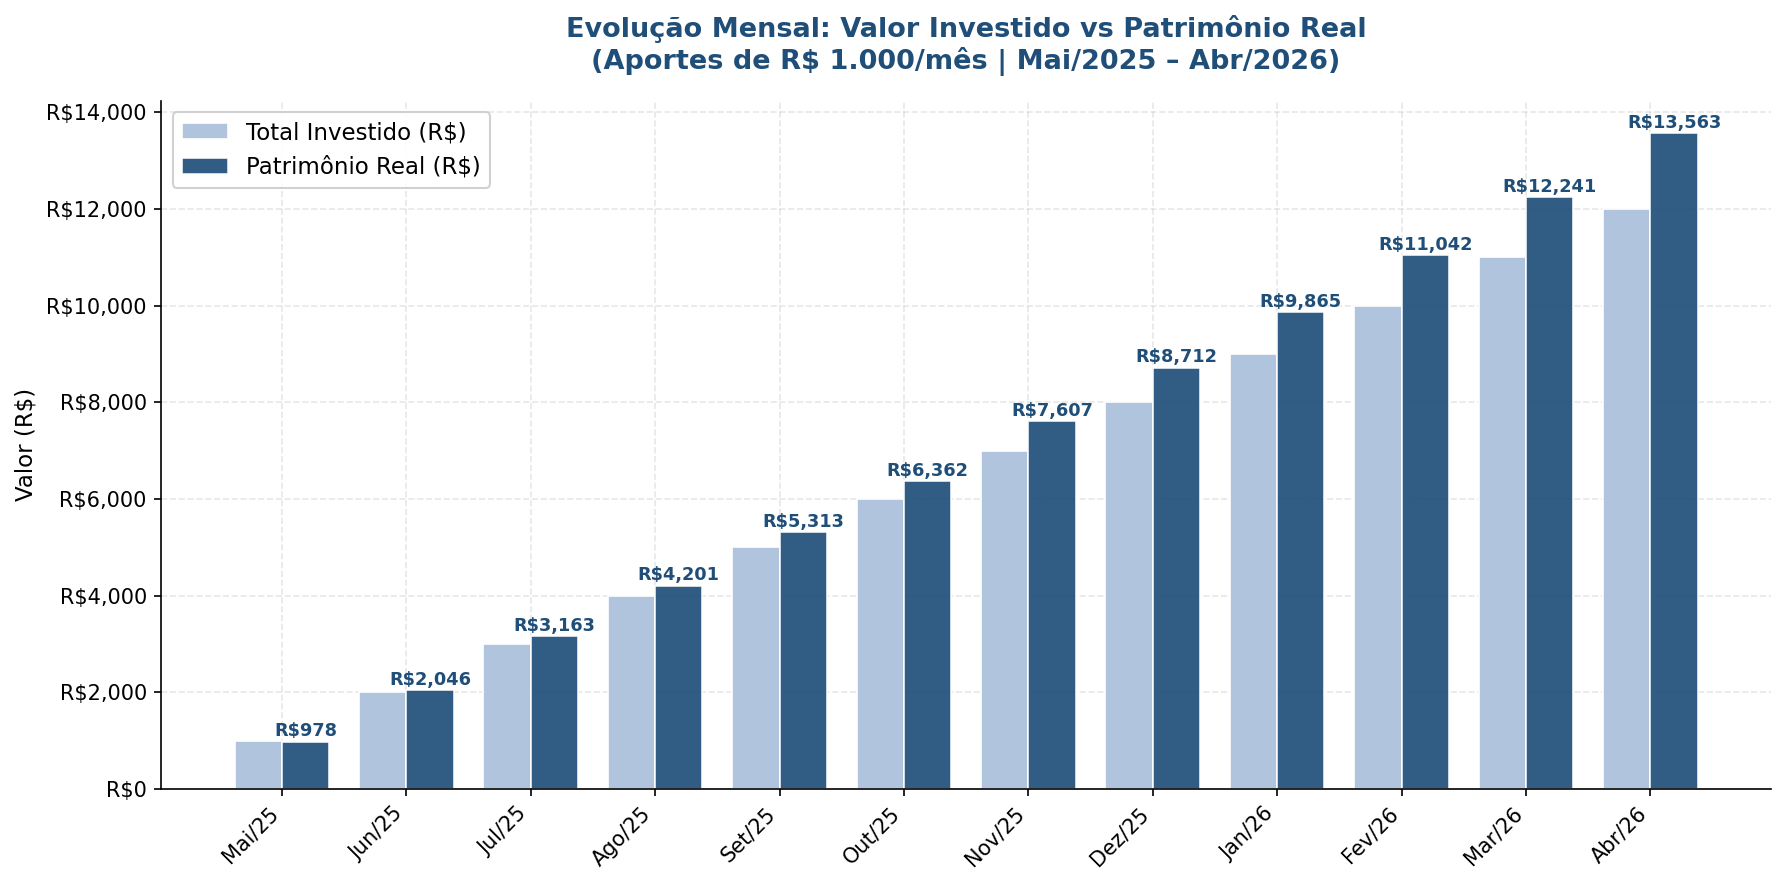 Evolução Mensal: Valor Investido vs Patrimônio Real
(Aportes de R$ 1.000/mês | Mai/2025 – Abr/2026)
Total Investido (R$)
Patrimônio Real (R$)
Valor (R$)
R$14,000
R$12,000
R$10,000
R$8,000
R$6,000
R$4,000
R$2,000
R$0
R$978
R$2,046
R$3,163
R$4,201
R$5,313
R$6,362
R$7,607
R$8,712
R$9,865
R$11,042
R$12,241
R$13,563
Mai/25
Jun/25
Jul/25
Ago/25
Set/25
Out/25
Nov/25
Dez/25
Jan/26
Fev/26
Mar/26
Abr/26